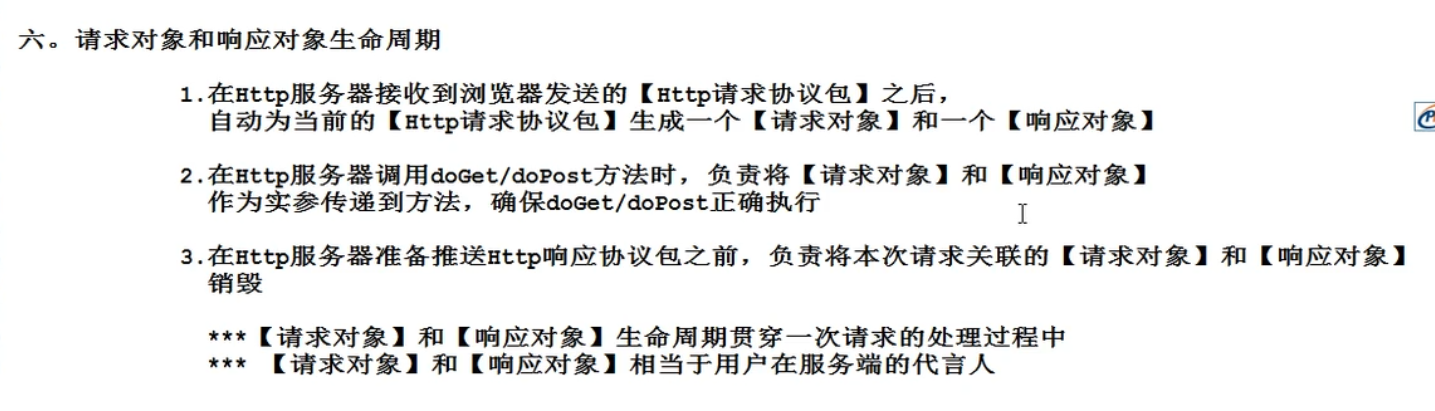 六。请求对象和响应对象生命周期
1.在Http服务器接收到浏览器发送的【Http请求协议包】之后，
自动为当前的【Http请求协议包】生成一个【请求对象】和一个【响应对象】
2.在Http服务器调用doGet/doPost方法时，负责将【请求对象】和【响应对象】
作为实参传递到方法，确保doGet/doPost正确执行
3.在Http服务器准备推送Http响应协议包之前，负责将本次请求关联的【请求对象】和【响应对象】
销毁
***【请求对象】和【响应对象】生命周期贯穿一次请求的处理过程中
*** 【请求对象】和【响应对象】相当于用户在服务端的代言人